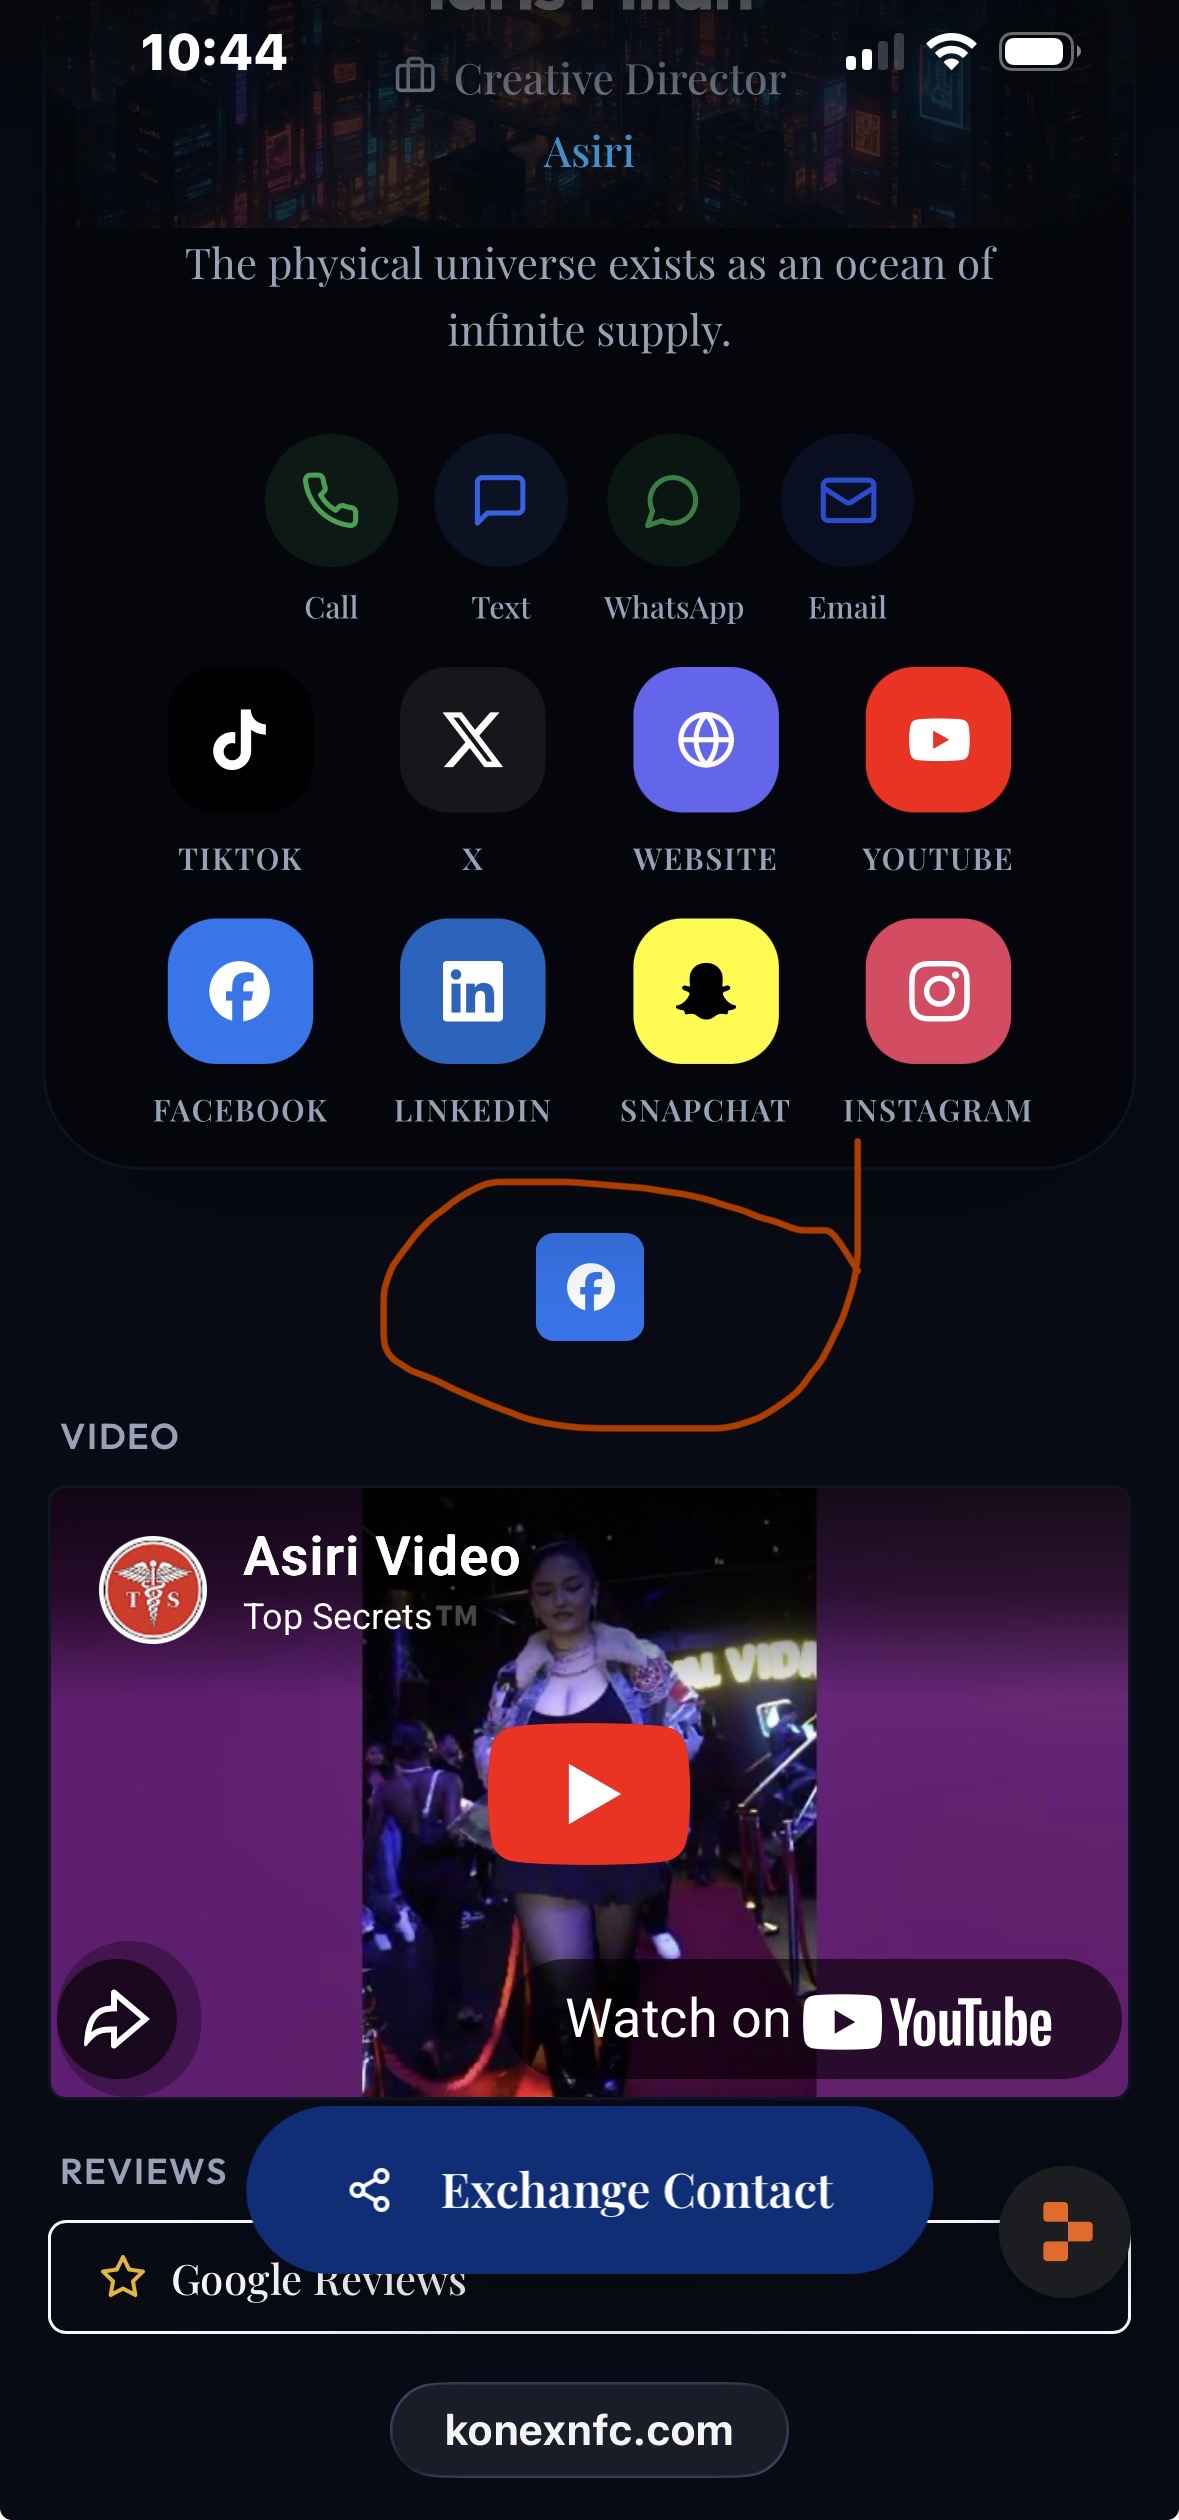 10:44
Creative Director
Asiri
The physical universe exists as an ocean of
infinite supply.
Call Text WhatsApp Email
TIKTOK X WEBSITE YOUTUBE
FACEBOOK LINKEDIN SNAPCHAT INSTAGRAM
VIDEO
Asiri Video
Top Secrets™
T S
Watch on YouTube
REVIEWS
Exchange Contact
Google Reviews
konexnfc.com